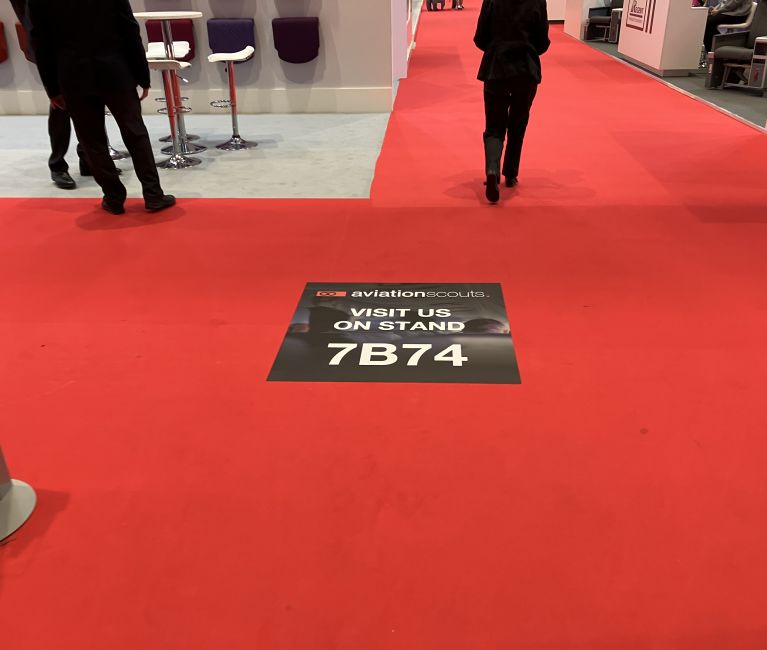 aviationscouts.
VISIT US
ON STAND
7B74